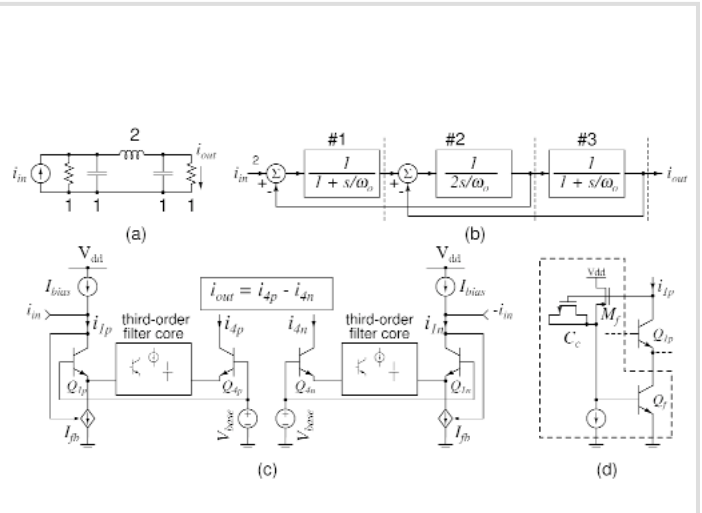 2
i_in
i_out
1 1 1 1
(a)
#1 #2 #3
i_in 2 Σ 1 / 1 + s/ω_o Σ 1 / 2s/ω_o 1 / 1 + s/ω_o i_out
+ - + -
(b)
V_dd
I_bias
i_in
i_1p
third-order
filter core
Q_1p
I_fb
i_out = i_4p - i_4n
i_4p
i_4n
Q_4p
Q_4n
V_base
V_base
third-order
filter core
V_dd
I_bias
-i_in
i_1n
Q_1n
I_fb
(c)
Vdd
i_1p
M_f
C_c
Q_1p
Q_f
(d)